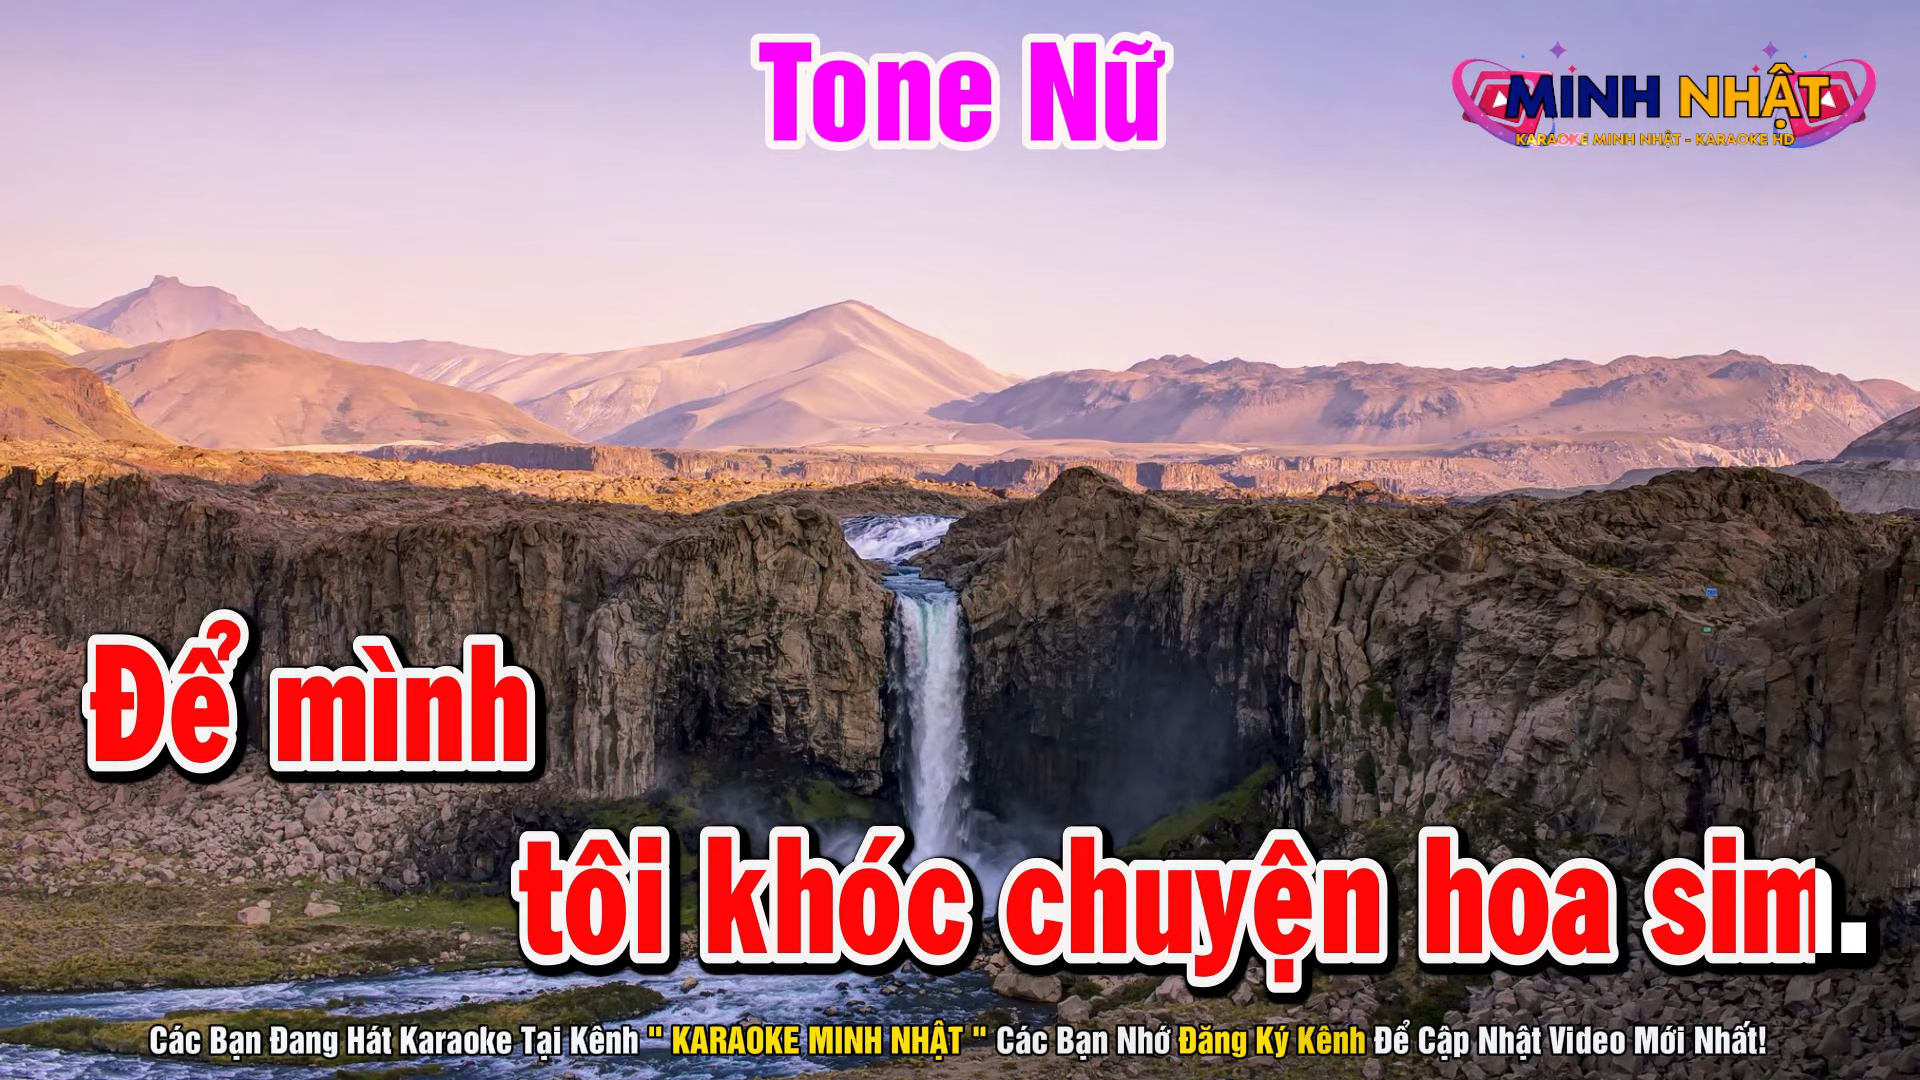 Tone Nữ
MINH NHẬT
KARAOKE MINH NHẬT - KARAOKE HD
Để mình
tôi khóc chuyện hoa sim.
Các Bạn Đang Hát Karaoke Tại Kênh " KARAOKE MINH NHẬT " Các Bạn Nhớ Đăng Ký Kênh Để Cập Nhật Video Mới Nhất!